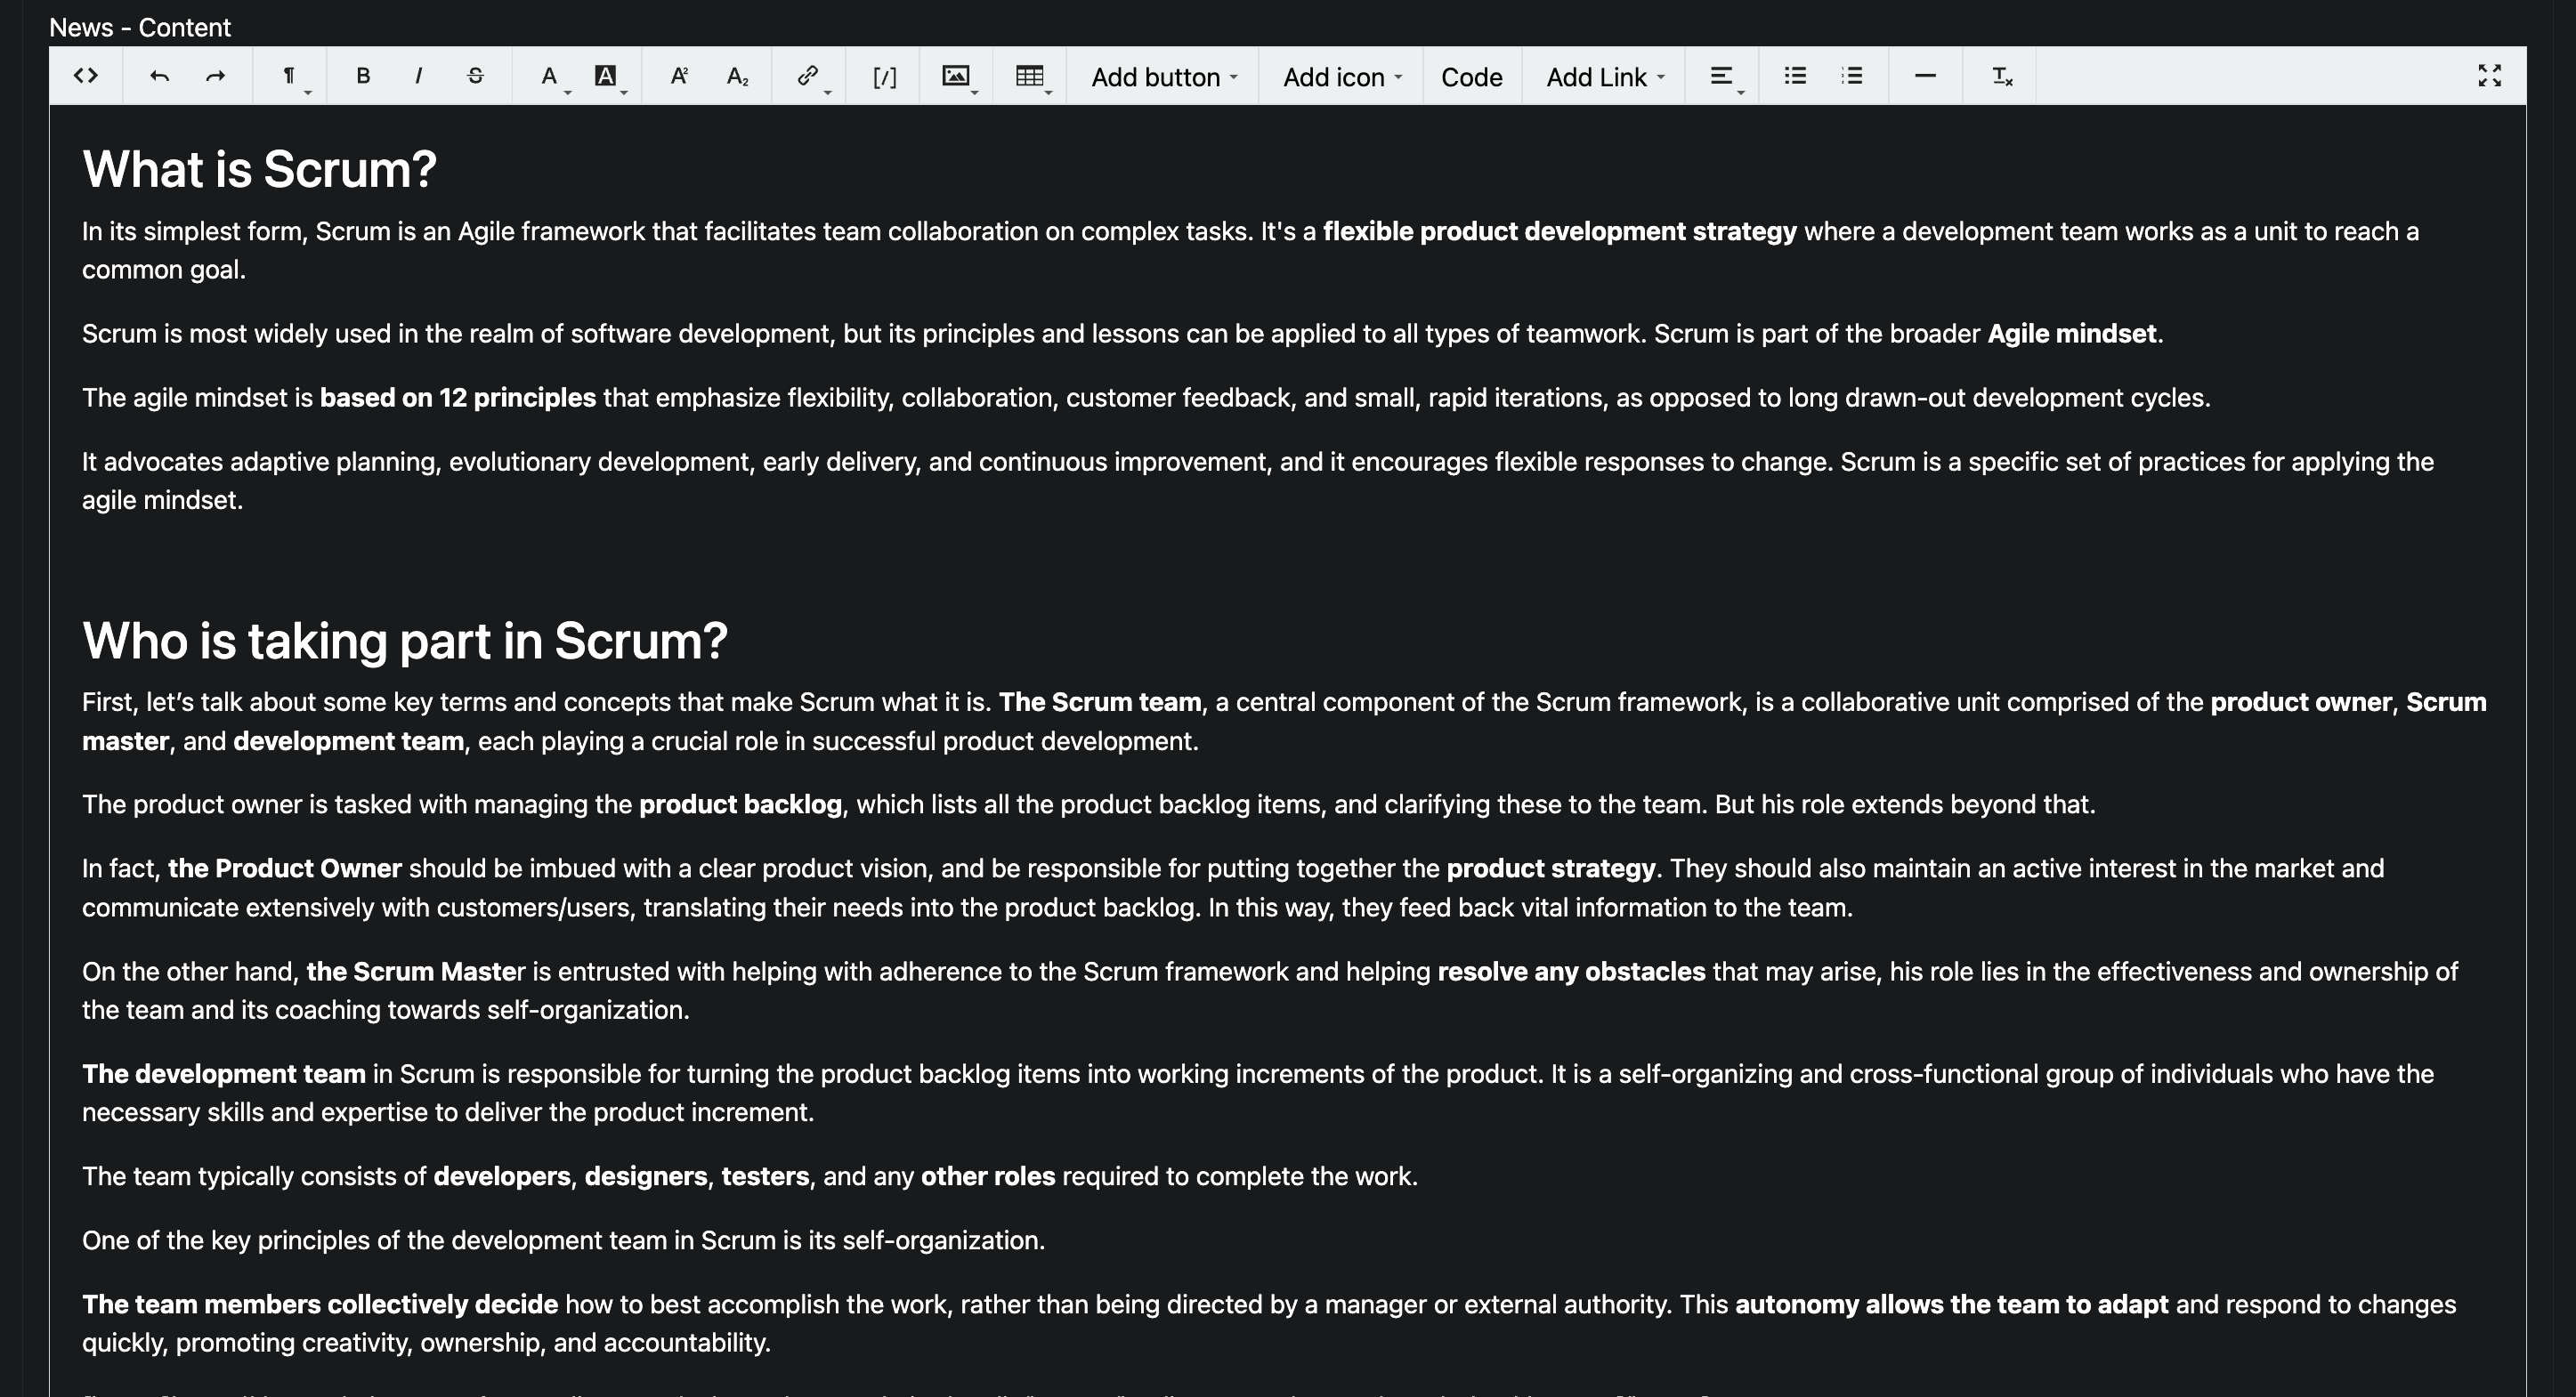 News - Content
B I S A A A² A₂ [/] Add button Add icon Code Add Link
What is Scrum?
In its simplest form, Scrum is an Agile framework that facilitates team collaboration on complex tasks. It's a flexible product development strategy where a development team works as a unit to reach a
common goal.
Scrum is most widely used in the realm of software development, but its principles and lessons can be applied to all types of teamwork. Scrum is part of the broader Agile mindset.
The agile mindset is based on 12 principles that emphasize flexibility, collaboration, customer feedback, and small, rapid iterations, as opposed to long drawn-out development cycles.
It advocates adaptive planning, evolutionary development, early delivery, and continuous improvement, and it encourages flexible responses to change. Scrum is a specific set of practices for applying the
agile mindset.
Who is taking part in Scrum?
First, let’s talk about some key terms and concepts that make Scrum what it is. The Scrum team, a central component of the Scrum framework, is a collaborative unit comprised of the product owner, Scrum
master, and development team, each playing a crucial role in successful product development.
The product owner is tasked with managing the product backlog, which lists all the product backlog items, and clarifying these to the team. But his role extends beyond that.
In fact, the Product Owner should be imbued with a clear product vision, and be responsible for putting together the product strategy. They should also maintain an active interest in the market and
communicate extensively with customers/users, translating their needs into the product backlog. In this way, they feed back vital information to the team.
On the other hand, the Scrum Master is entrusted with helping with adherence to the Scrum framework and helping resolve any obstacles that may arise, his role lies in the effectiveness and ownership of
the team and its coaching towards self-organization.
The development team in Scrum is responsible for turning the product backlog items into working increments of the product. It is a self-organizing and cross-functional group of individuals who have the
necessary skills and expertise to deliver the product increment.
The team typically consists of developers, designers, testers, and any other roles required to complete the work.
One of the key principles of the development team in Scrum is its self-organization.
The team members collectively decide how to best accomplish the work, rather than being directed by a manager or external authority. This autonomy allows the team to adapt and respond to changes
quickly, promoting creativity, ownership, and accountability.